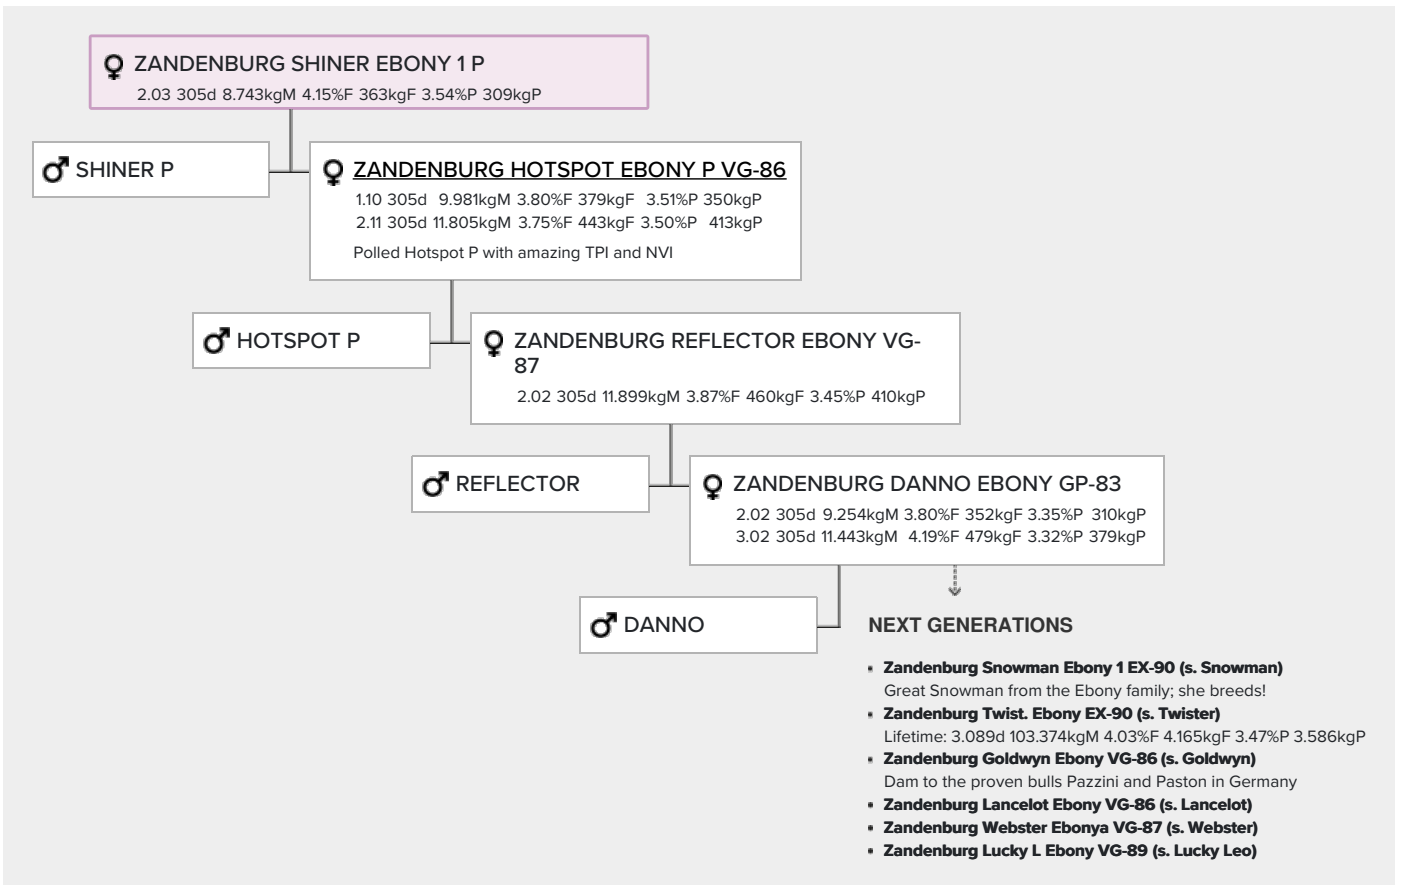 ZANDENBURG SHINER EBONY 1 P
2.03 305d 8.743kgM 4.15%F 363kgF 3.54%P 309kgP
SHINER P
ZANDENBURG HOTSPOT EBONY P VG-86
1.10 305d 9.981kgM 3.80%F 379kgF 3.51%P 350kgP
2.11 305d 11.805kgM 3.75%F 443kgF 3.50%P 413kgP
Polled Hotspot P with amazing TPI and NVI
HOTSPOT P
ZANDENBURG REFLECTOR EBONY VG-
87
2.02 305d 11.899kgM 3.87%F 460kgF 3.45%P 410kgP
REFLECTOR
ZANDENBURG DANNO EBONY GP-83
2.02 305d 9.254kgM 3.80%F 352kgF 3.35%P 310kgP
3.02 305d 11.443kgM 4.19%F 479kgF 3.32%P 379kgP
DANNO
NEXT GENERATIONS
Zandenburg Snowman Ebony 1 EX-90 (s. Snowman)
Great Snowman from the Ebony family; she breeds!
Zandenburg Twist. Ebony EX-90 (s. Twister)
Lifetime: 3.089d 103.374kgM 4.03%F 4.165kgF 3.47%P 3.586kgP
Zandenburg Goldwyn Ebony VG-86 (s. Goldwyn)
Dam to the proven bulls Pazzini and Paston in Germany
Zandenburg Lancelot Ebony VG-86 (s. Lancelot)
Zandenburg Webster Ebonya VG-87 (s. Webster)
Zandenburg Lucky L Ebony VG-89 (s. Lucky Leo)